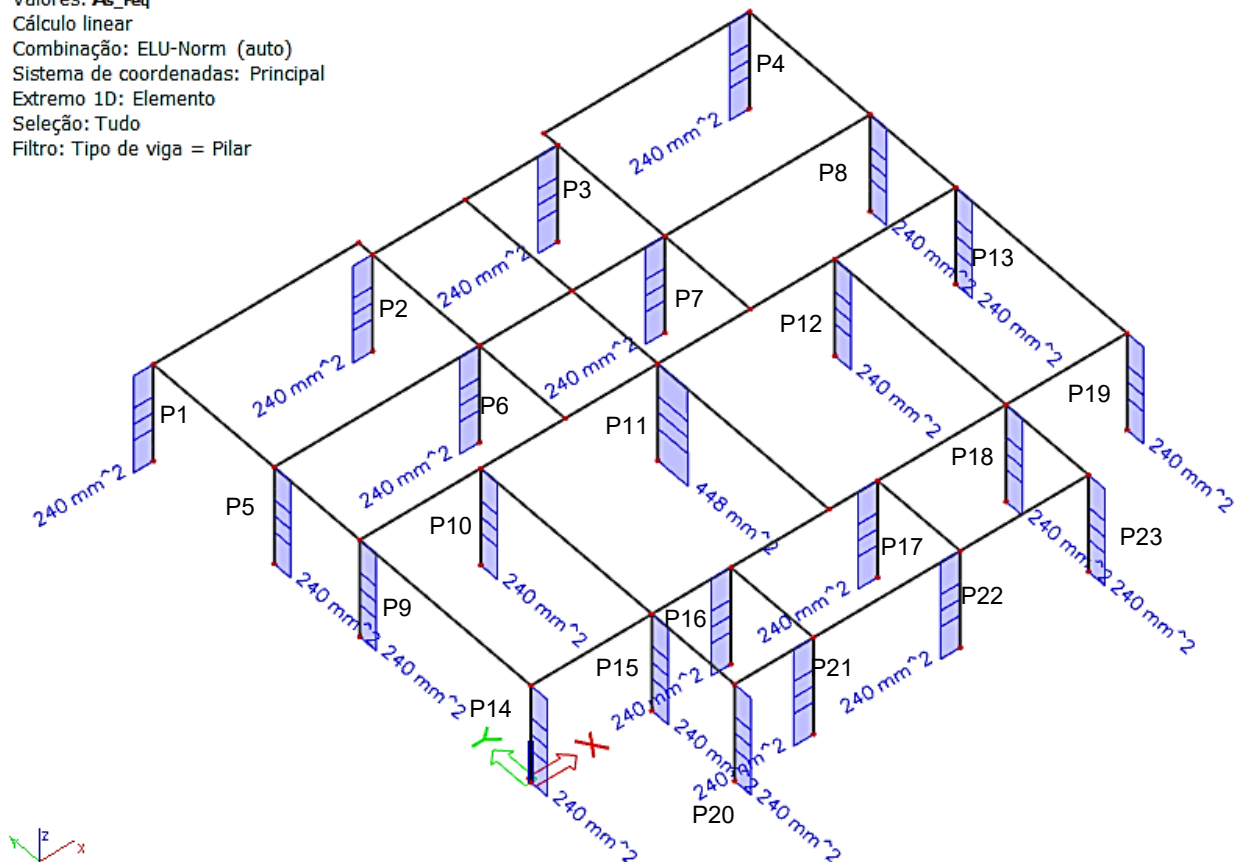 Valores: As_req
Cálculo linear
Combinação: ELU-Norm (auto)
Sistema de coordenadas: Principal
Extremo 1D: Elemento
Seleção: Tudo
Filtro: Tipo de viga = Pilar
P4
240 mm^2
P3
P8
240 mm^2
P13
240 mm^2
P2
P7
240 mm^2
P12
240 mm^2
P1
240 mm^2
P6
240 mm^2
P11
240 mm^2
P19
240 mm^2
P5
240 mm^2
P10
448 mm^2
P18
240 mm^2
P9
240 mm^2
240 mm^2
P17
240 mm^2
P23
240 mm^2
240 mm^2
P16
240 mm^2
P22
P15
240 mm^2
P21
240 mm^2
P14
240 mm^2
240 mm^2
Y
X
P20
240 mm^2
240 mm^2
Y
Z
X